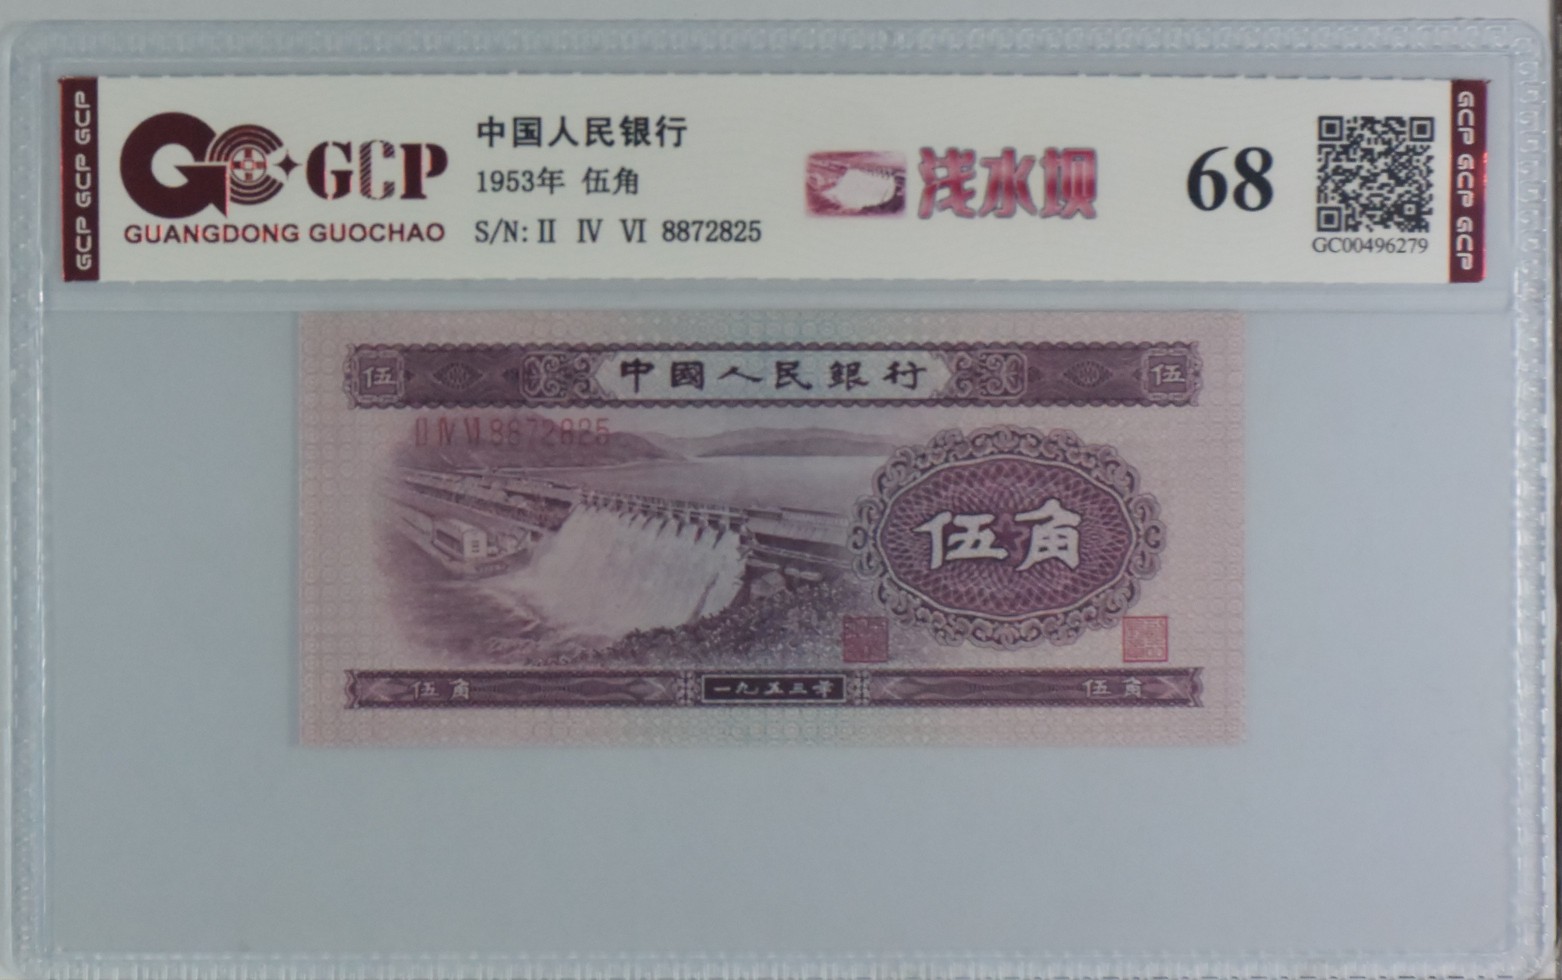 GCP GCP GCP
GCP
GUANGDONG GUOCHAO
中国人民银行
1953年 伍角
S/N: II IV VI 8872825
浅水坝
68
GC00496279
GCP GCP GCP
伍
中國人民銀行
伍
II IV VI 8872825
伍角
伍角
一九五三年
伍角